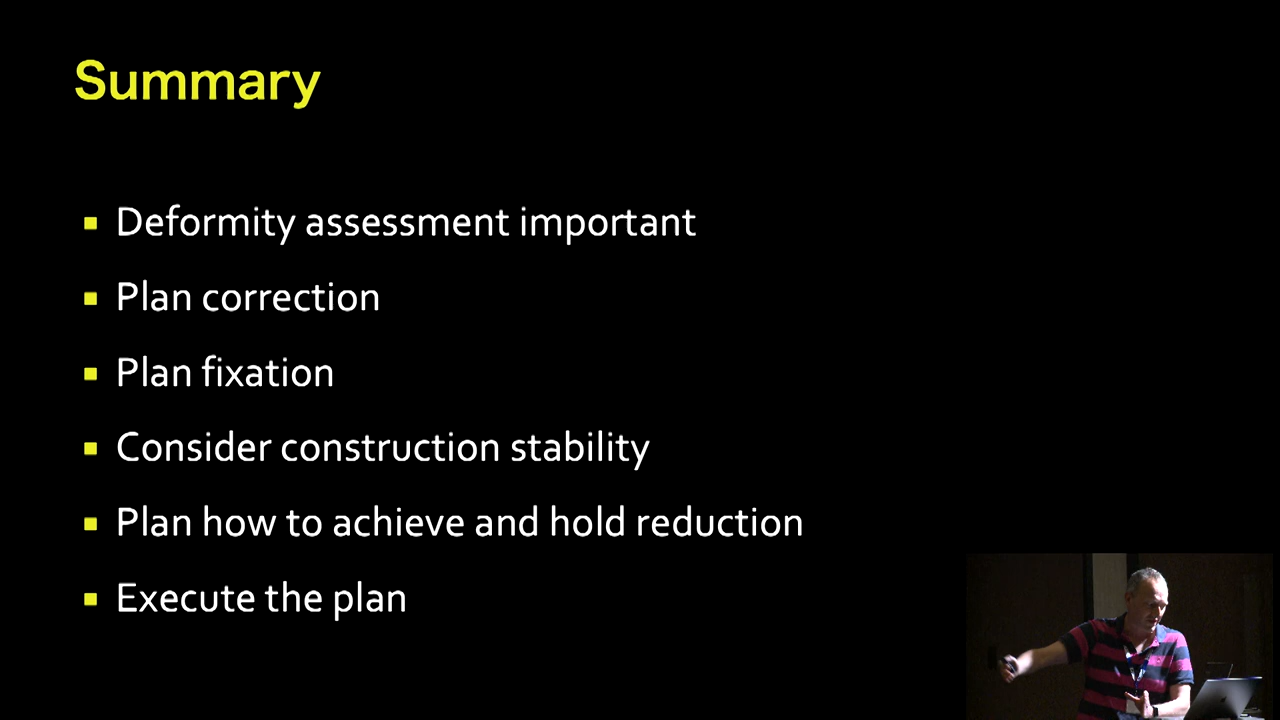 Summary
Deformity assessment important
Plan correction
Plan fixation
Consider construction stability
Plan how to achieve and hold reduction
Execute the plan